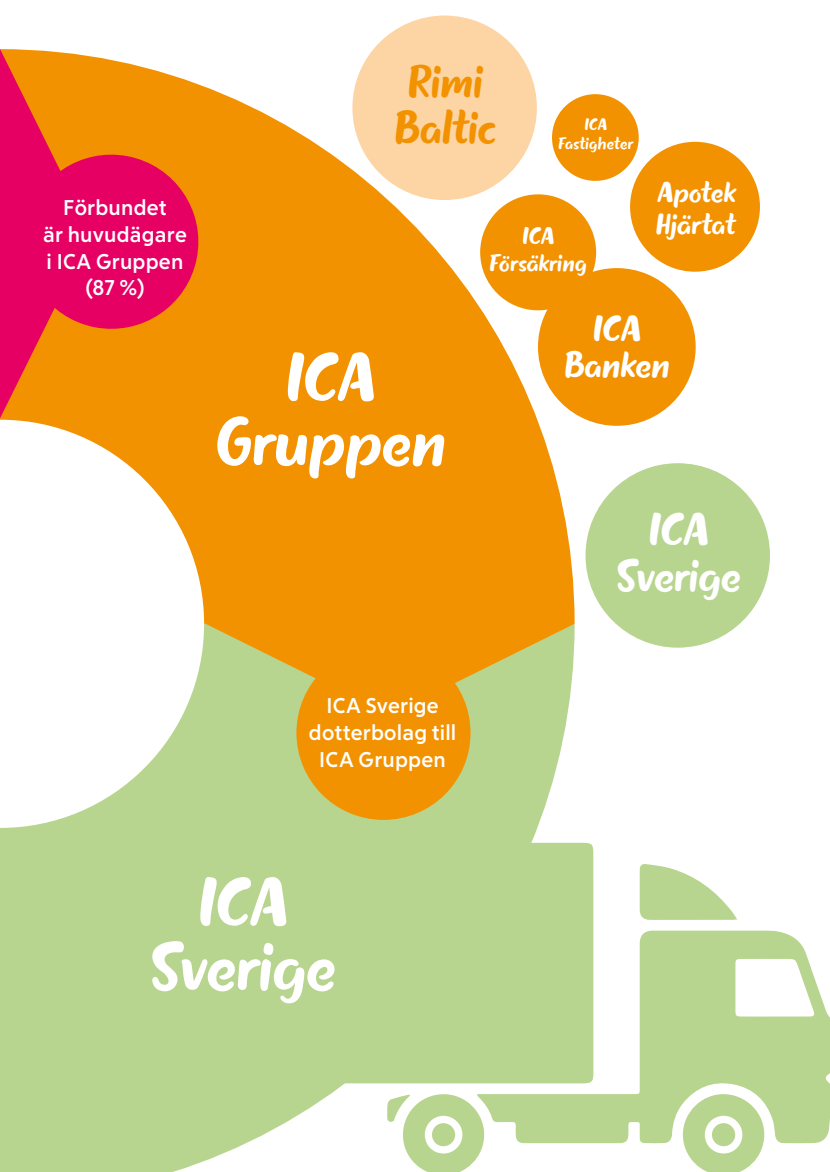 Rimi
Baltic
ICA
Fastigheter
Apotek
Hjärtat
ICA
Försäkring
ICA
Banken
Förbundet
är huvudägare
i ICA Gruppen
(87 %)
ICA
Gruppen
ICA
Sverige
ICA Sverige
dotterbolag till
ICA Gruppen
ICA
Sverige